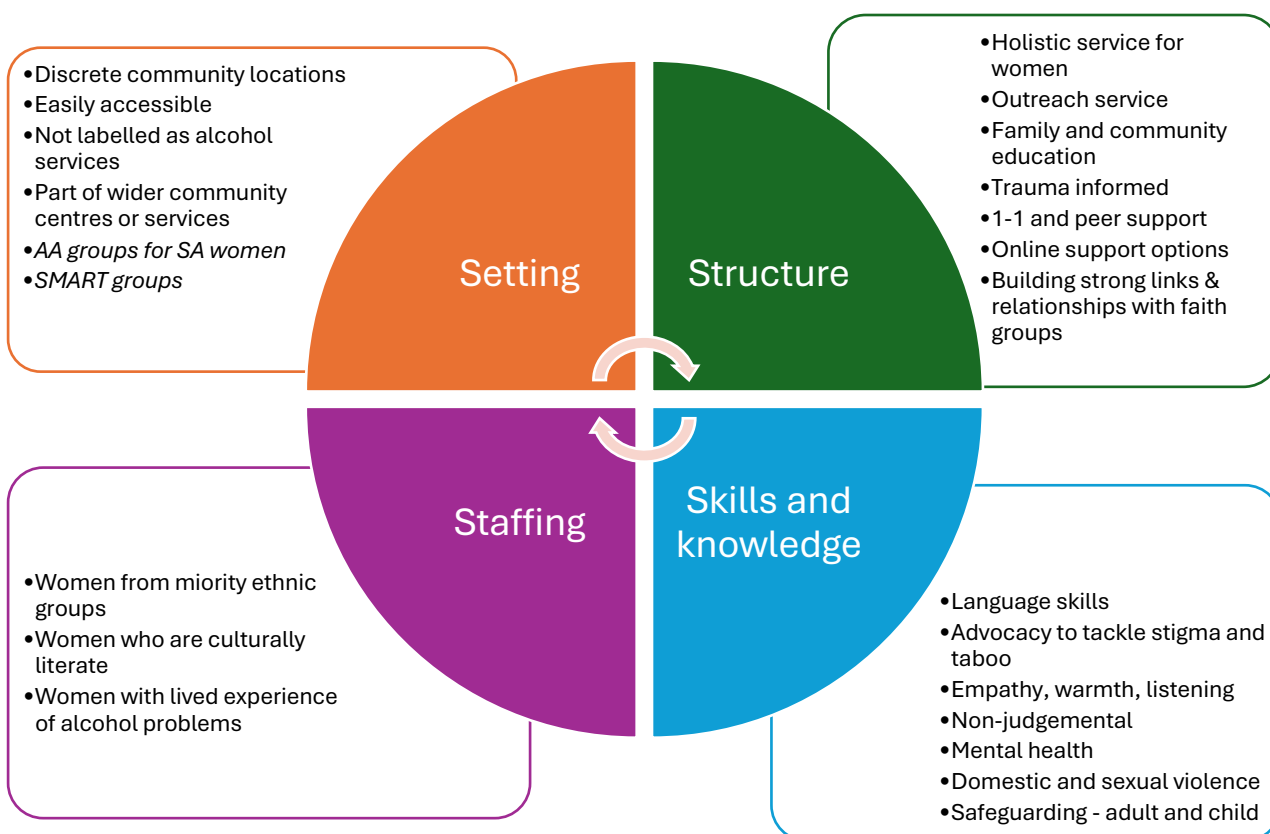 •Discrete community locations
•Easily accessible
•Not labelled as alcohol
services
•Part of wider community
centres or services
•AA groups for SA women
•SMART groups
Setting
Structure
•Holistic service for
women
•Outreach service
•Family and community
education
•Trauma informed
•1-1 and peer support
•Online support options
•Building strong links &
relationships with faith
groups
Staffing
•Women from miority ethnic
groups
•Women who are culturally
literate
•Women with lived experience
of alcohol problems
Skills and
knowledge
•Language skills
•Advocacy to tackle stigma and
taboo
•Empathy, warmth, listening
•Non-judgemental
•Mental health
•Domestic and sexual violence
•Safeguarding - adult and child